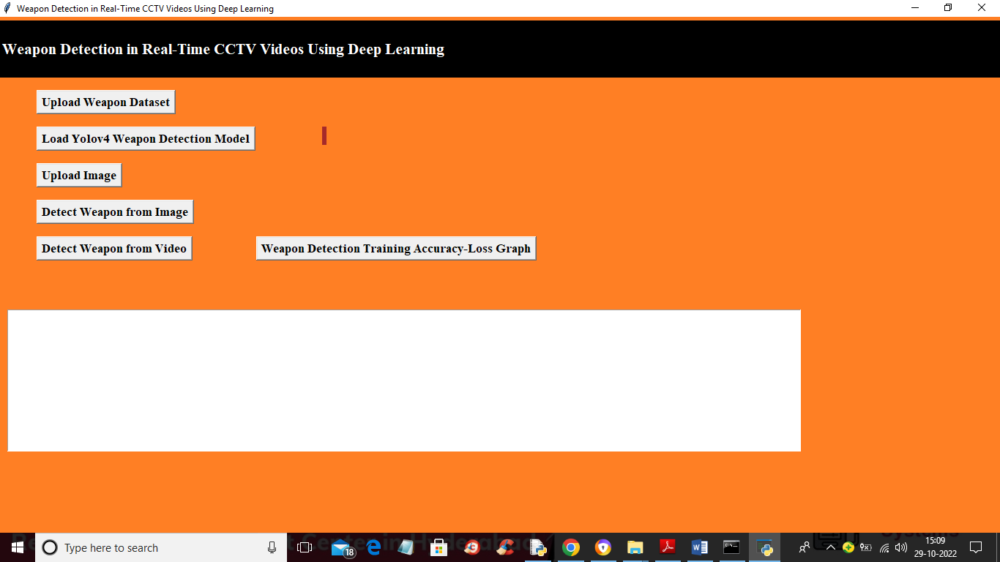 Weapon Detection in Real-Time CCTV Videos Using Deep Learning
Weapon Detection in Real-Time CCTV Videos Using Deep Learning
Upload Weapon Dataset
Load Yolov4 Weapon Detection Model
Upload Image
Detect Weapon from Image
Detect Weapon from Video
Weapon Detection Training Accuracy-Loss Graph
Type here to search
18
15:09
29-10-2022